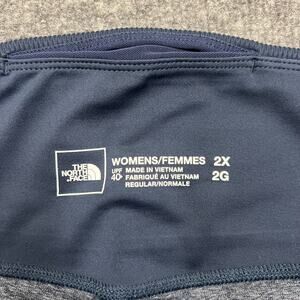 THE
NORTH
FACE
WOMENS/FEMMES 2X
UPF MADE IN VIETNAM
40+ FABRIQUÉ AU VIETNAM 2G
REGULAR/NORMALE